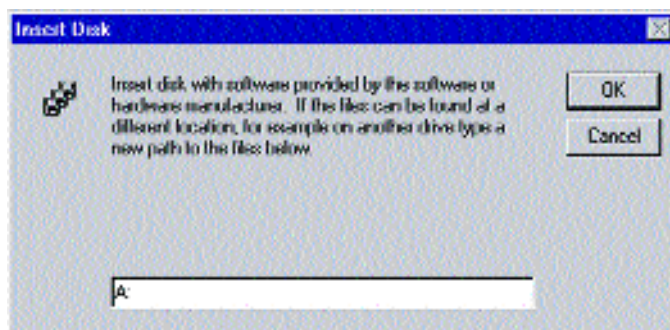 Insert Disk
Insert disk with software provided by the software or
hardware manufacturer. If the files can be found at a
different location, for example on another drive type a
new path to the files below.
OK
Cancel
A: